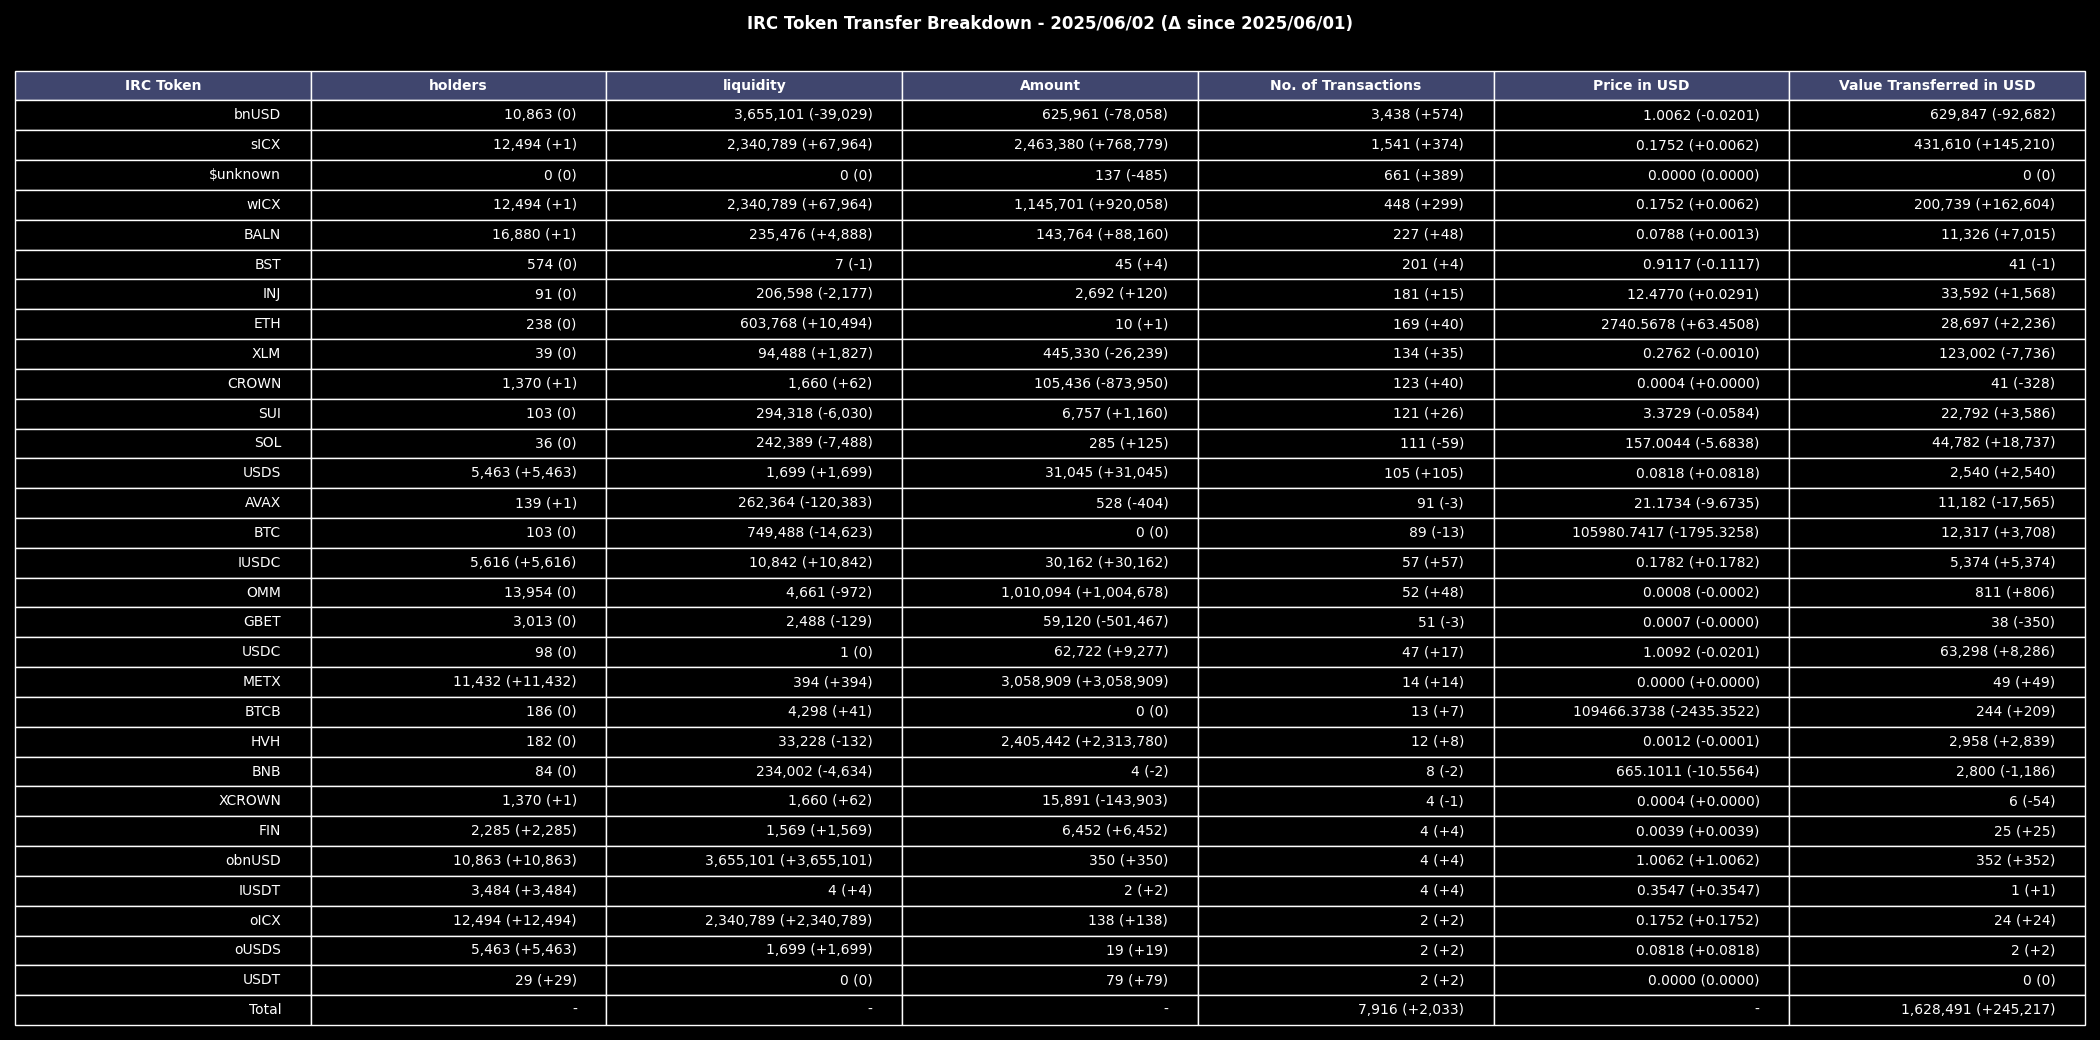 IRC Token Transfer Breakdown - 2025/06/02 (Δ since 2025/06/01)
IRC Token holders liquidity Amount No. of Transactions Price in USD Value Transferred in USD
bnUSD 10,863 (0) 3,655,101 (-39,029) 625,961 (-78,058) 3,438 (+574) 1.0062 (-0.0201) 629,847 (-92,682)
sICX 12,494 (+1) 2,340,789 (+67,964) 2,463,380 (+768,779) 1,541 (+374) 0.1752 (+0.0062) 431,610 (+145,210)
$unknown 0 (0) 0 (0) 137 (-485) 661 (+389) 0.0000 (0.0000) 0 (0)
wICX 12,494 (+1) 2,340,789 (+67,964) 1,145,701 (+920,058) 448 (+299) 0.1752 (+0.0062) 200,739 (+162,604)
BALN 16,880 (+1) 235,476 (+4,888) 143,764 (+88,160) 227 (+48) 0.0788 (+0.0013) 11,326 (+7,015)
BST 574 (0) 7 (-1) 45 (+4) 201 (+4) 0.9117 (-0.1117) 41 (-1)
INJ 91 (0) 206,598 (-2,177) 2,692 (+120) 181 (+15) 12.4770 (+0.0291) 33,592 (+1,568)
ETH 238 (0) 603,768 (+10,494) 10 (+1) 169 (+40) 2740.5678 (+63.4508) 28,697 (+2,236)
XLM 39 (0) 94,488 (+1,827) 445,330 (-26,239) 134 (+35) 0.2762 (-0.0010) 123,002 (-7,736)
CROWN 1,370 (+1) 1,660 (+62) 105,436 (-873,950) 123 (+40) 0.0004 (+0.0000) 41 (-328)
SUI 103 (0) 294,318 (-6,030) 6,757 (+1,160) 121 (+26) 3.3729 (-0.0584) 22,792 (+3,586)
SOL 36 (0) 242,389 (-7,488) 285 (+125) 111 (-59) 157.0044 (-5.6838) 44,782 (+18,737)
USDS 5,463 (+5,463) 1,699 (+1,699) 31,045 (+31,045) 105 (+105) 0.0818 (+0.0818) 2,540 (+2,540)
AVAX 139 (+1) 262,364 (-120,383) 528 (-404) 91 (-3) 21.1734 (-9.6735) 11,182 (-17,565)
BTC 103 (0) 749,488 (-14,623) 0 (0) 89 (-13) 105980.7417 (-1795.3258) 12,317 (+3,708)
IUSDC 5,616 (+5,616) 10,842 (+10,842) 30,162 (+30,162) 57 (+57) 0.1782 (+0.1782) 5,374 (+5,374)
OMM 13,954 (0) 4,661 (-972) 1,010,094 (+1,004,678) 52 (+48) 0.0008 (-0.0002) 811 (+806)
GBET 3,013 (0) 2,488 (-129) 59,120 (-501,467) 51 (-3) 0.0007 (-0.0000) 38 (-350)
USDC 98 (0) 1 (0) 62,722 (+9,277) 47 (+17) 1.0092 (-0.0201) 63,298 (+8,286)
METX 11,432 (+11,432) 394 (+394) 3,058,909 (+3,058,909) 14 (+14) 0.0000 (+0.0000) 49 (+49)
BTCB 186 (0) 4,298 (+41) 0 (0) 13 (+7) 109466.3738 (-2435.3522) 244 (+209)
HVH 182 (0) 33,228 (-132) 2,405,442 (+2,313,780) 12 (+8) 0.0012 (-0.0001) 2,958 (+2,839)
BNB 84 (0) 234,002 (-4,634) 4 (-2) 8 (-2) 665.1011 (-10.5564) 2,800 (-1,186)
XCROWN 1,370 (+1) 1,660 (+62) 15,891 (-143,903) 4 (-1) 0.0004 (+0.0000) 6 (-54)
FIN 2,285 (+2,285) 1,569 (+1,569) 6,452 (+6,452) 4 (+4) 0.0039 (+0.0039) 25 (+25)
obnUSD 10,863 (+10,863) 3,655,101 (+3,655,101) 350 (+350) 4 (+4) 1.0062 (+1.0062) 352 (+352)
IUSDT 3,484 (+3,484) 4 (+4) 2 (+2) 4 (+4) 0.3547 (+0.3547) 1 (+1)
oICX 12,494 (+12,494) 2,340,789 (+2,340,789) 138 (+138) 2 (+2) 0.1752 (+0.1752) 24 (+24)
oUSDS 5,463 (+5,463) 1,699 (+1,699) 19 (+19) 2 (+2) 0.0818 (+0.0818) 2 (+2)
USDT 29 (+29) 0 (0) 79 (+79) 2 (+2) 0.0000 (0.0000) 0 (0)
Total - - - 7,916 (+2,033) - 1,628,491 (+245,217)